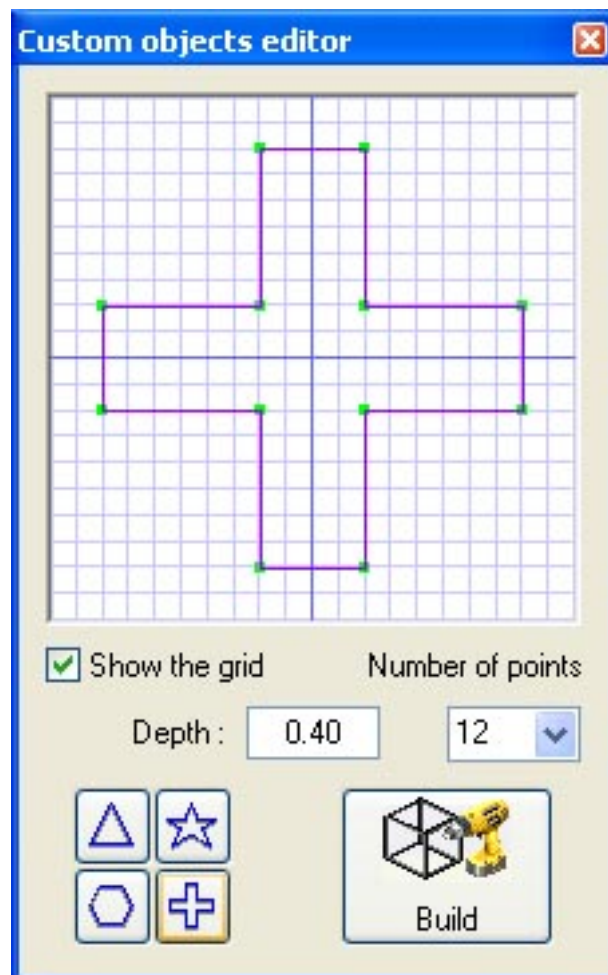 Custom objects editor
Show the grid
Number of points
Depth :
0.40
12
Build